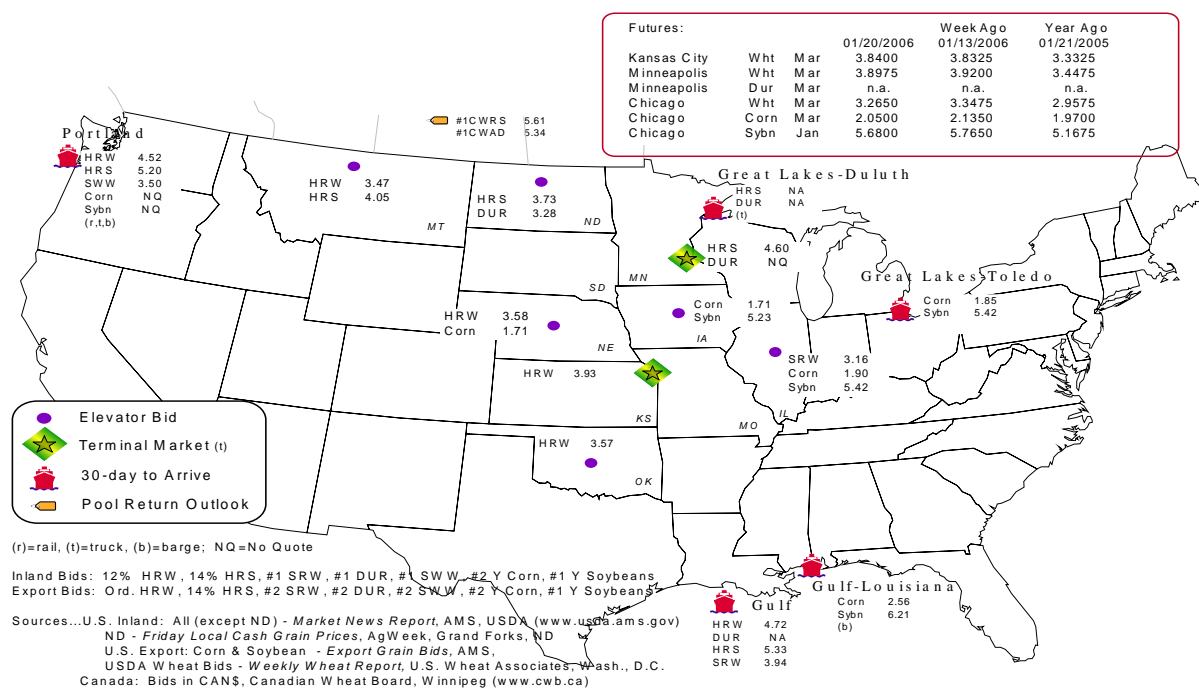 Futures: Week Ago Year Ago
01/20/2006 01/13/2006 01/21/2005
Kansas City Wht Mar 3.8400 3.8325 3.3325
Minneapolis Wht Mar 3.8975 3.9200 3.4475
Minneapolis Dur Mar n.a. n.a. n.a.
Chicago Wht Mar 3.2650 3.3475 2.9575
Chicago Corn Mar 2.0500 2.1350 1.9700
Chicago Sybn Jan 5.6800 5.7650 5.1675
#1CWRS 5.61
#1CWAD 5.34
Portland
HRW 4.52
HRS 5.20
SWW 3.50
Corn NQ
Sybn NQ
(r,t,b)
HRW 3.47
HRS 4.05
MT
HRS 3.73
DUR 3.28
ND
Great Lakes-Duluth
HRS NA
DUR NA
(t)
HRS 4.60
DUR NQ
MN
SD
Great Lakes-Toledo
Corn 1.85
Sybn 5.42
HRW 3.58
Corn 1.71
NE
Corn 1.71
Sybn 5.23
IA
SRW 3.16
Corn 1.90
Sybn 5.42
IL
HRW 3.93
KS
MO
HRW 3.57
OK
Elevator Bid
Terminal Market (t)
30-day to Arrive
Pool Return Outlook
Gulf-Louisiana
Corn 2.56
Sybn 6.21
(b)
Gulf
HRW 4.72
DUR NA
HRS 5.33
SRW 3.94
(r)=rail, (t)=truck, (b)=barge; NQ=No Quote
Inland Bids: 12% HRW, 14% HRS, #1 SRW, #1 DUR, #1 SWW, #2 Y Corn, #1 Y Soybeans
Export Bids: Ord. HRW, 14% HRS, #2 SRW, #2 DUR, #2 SWW, #2 Y Corn, #1 Y Soybeans
Sources...U.S. Inland: All (except ND) - Market News Report, AMS, USDA (www.usda.ams.gov)
ND - Friday Local Cash Grain Prices, AgWeek, Grand Forks, ND
U.S. Export: Corn & Soybean - Export Grain Bids, AMS,
USDA Wheat Bids - Weekly Wheat Report, U.S. Wheat Associates, Wash., D.C.
Canada: Bids in CAN$, Canadian Wheat Board, Winnipeg (www.cwb.ca)